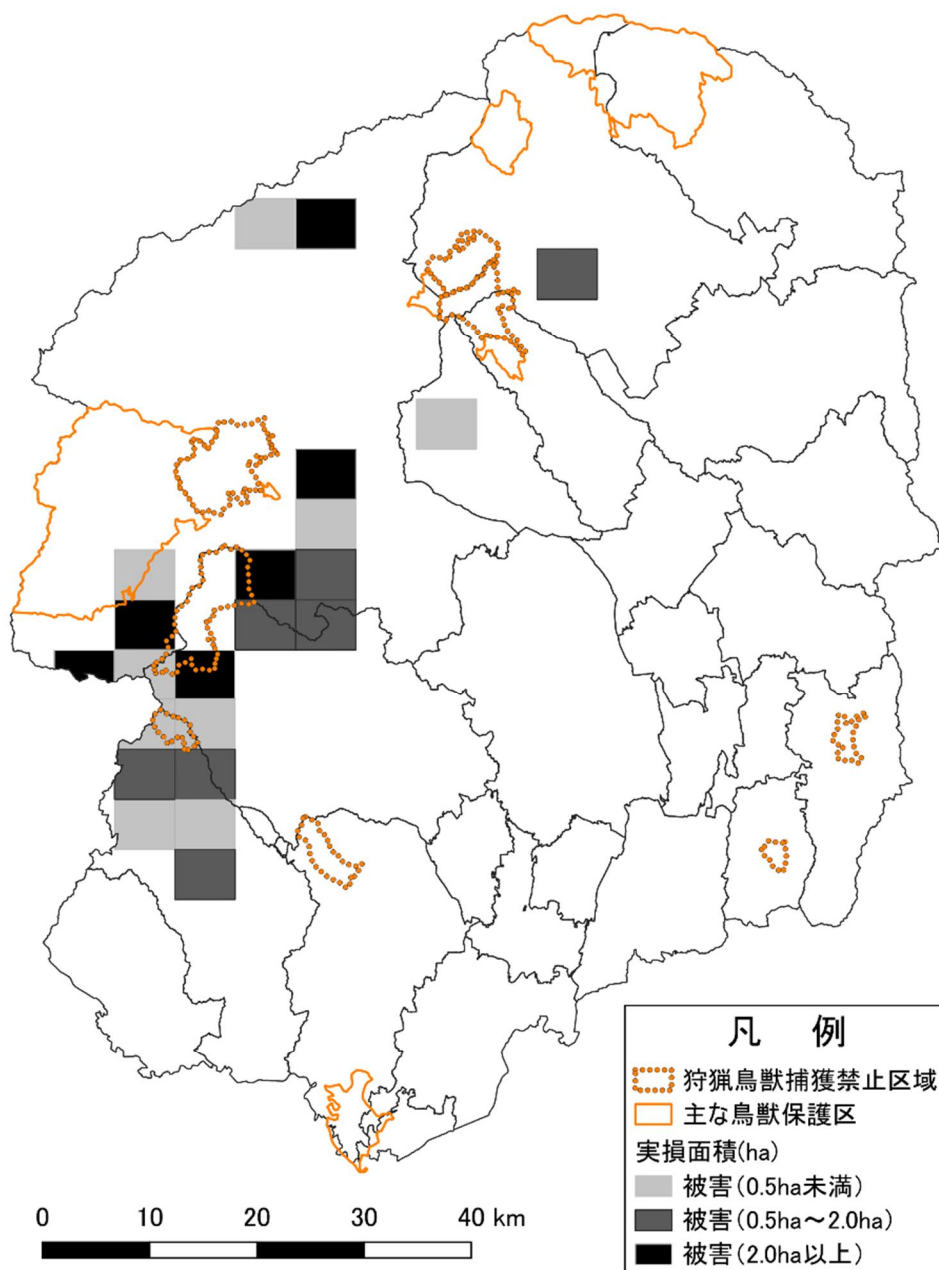 凡 例
狩猟鳥獣捕獲禁止区域
主な鳥獣保護区
実損面積(ha)
被害(0.5ha未満)
被害(0.5ha～2.0ha)
被害(2.0ha以上)
0 10 20 30 40 km